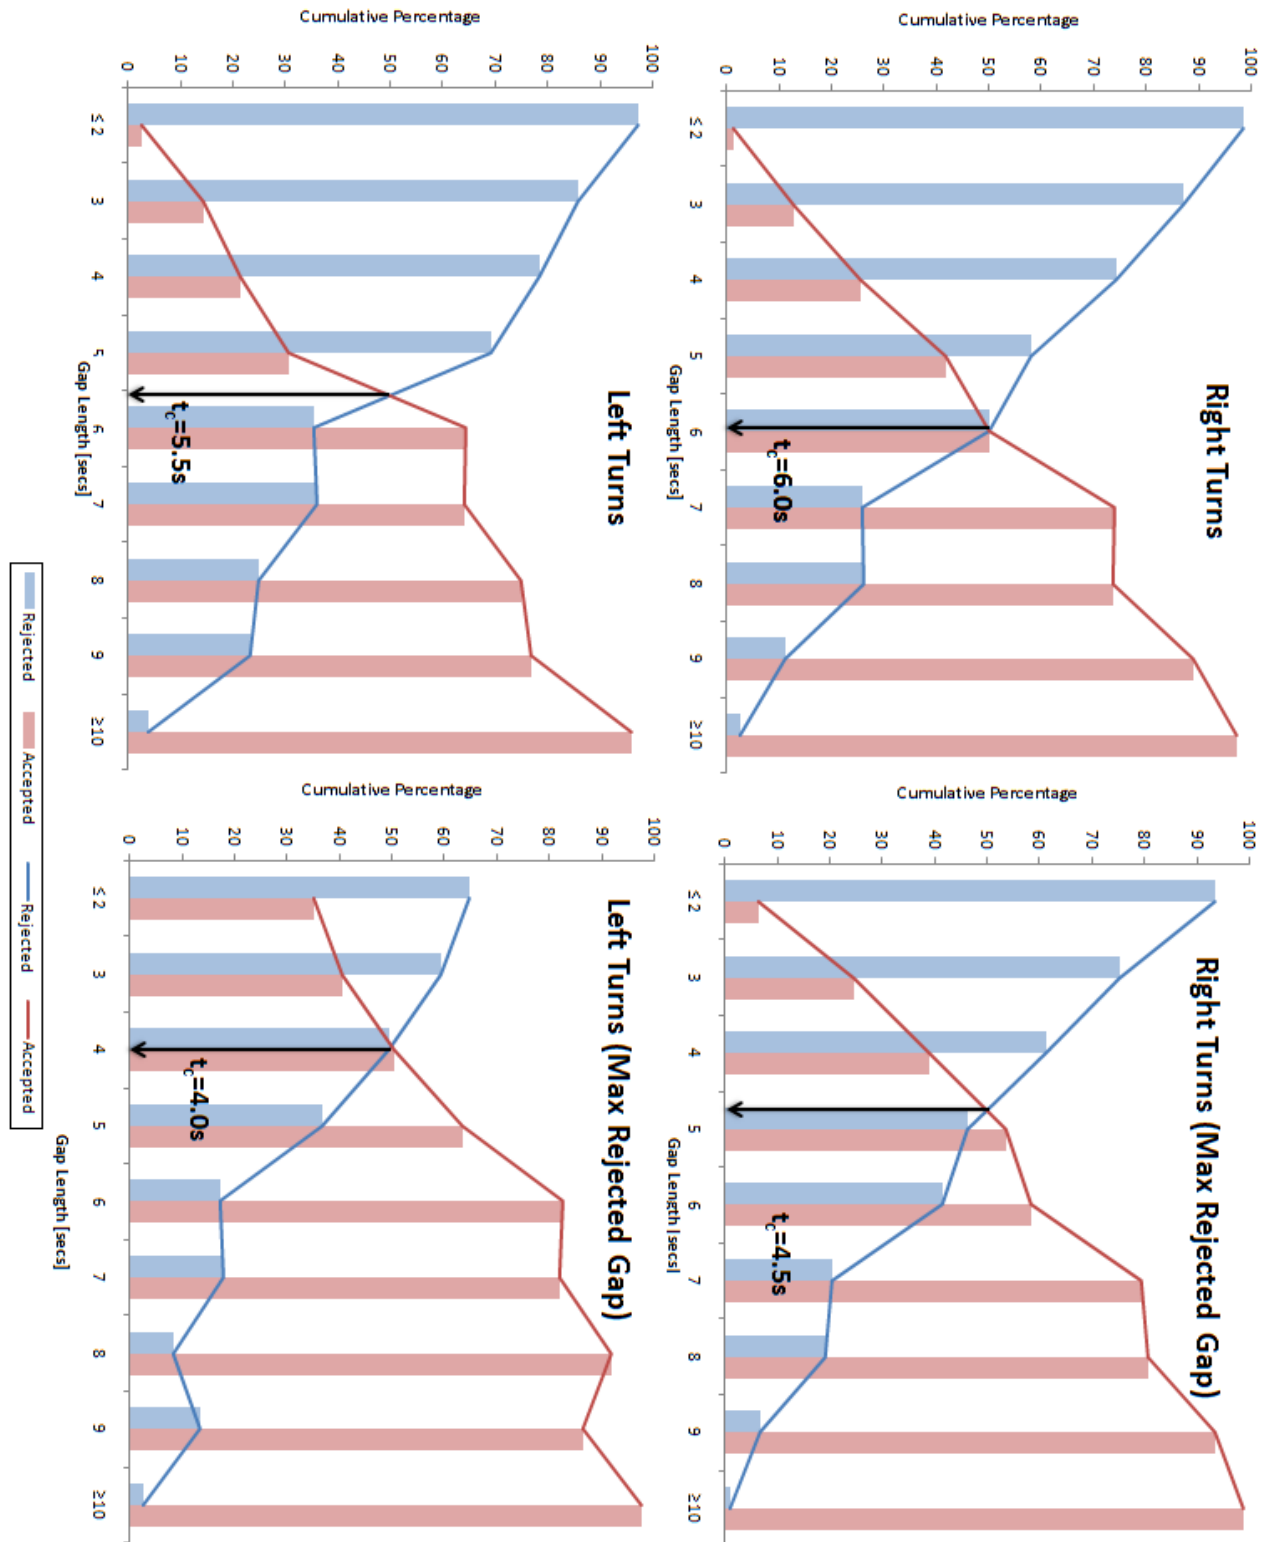 Right Turns
Cumulative Percentage
100
90
80
70
60
50
40
30
20
10
0
tc=6.0s
≤2 3 4 5 6 7 8 9 ≥10
Gap Length [secs]
Right Turns (Max Rejected Gap)
Cumulative Percentage
100
90
80
70
60
50
40
30
20
10
0
tc=4.5s
≤2 3 4 5 6 7 8 9 ≥10
Gap Length [secs]
Left Turns
Cumulative Percentage
100
90
80
70
60
50
40
30
20
10
0
tc=5.5s
≤2 3 4 5 6 7 8 9 ≥10
Gap Length [secs]
Left Turns (Max Rejected Gap)
Cumulative Percentage
100
90
80
70
60
50
40
30
20
10
0
tc=4.0s
≤2 3 4 5 6 7 8 9 ≥10
Gap Length [secs]
Rejected Accepted Rejected Accepted